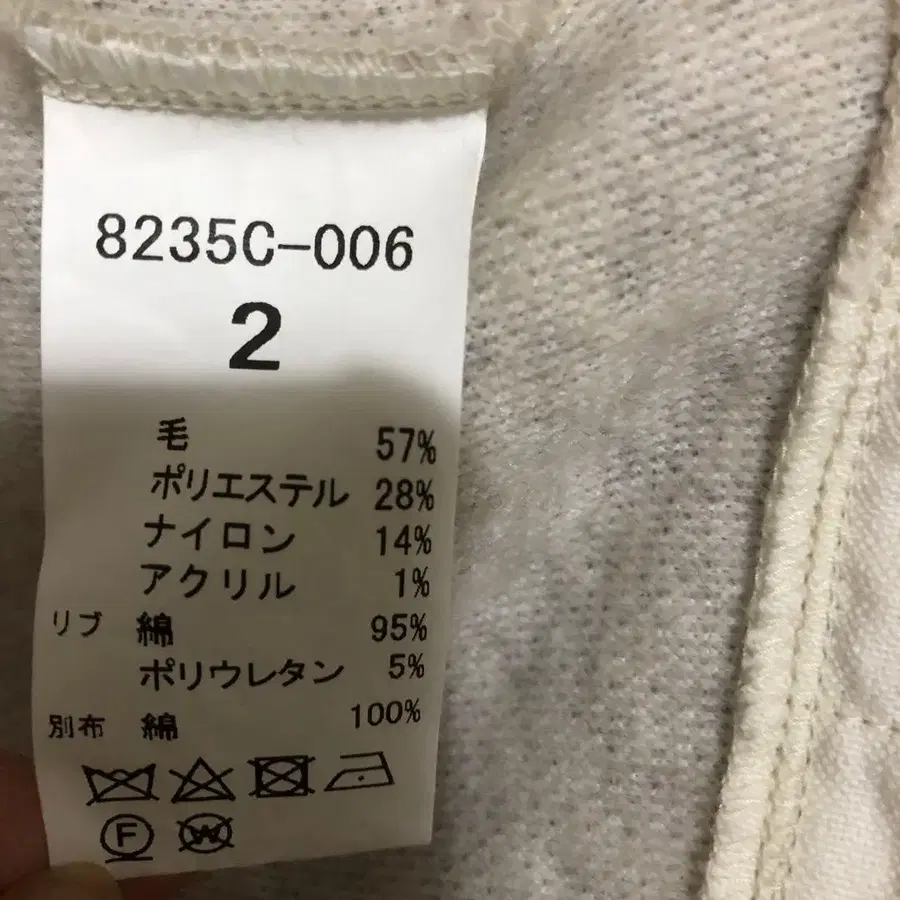 8235C-006
2
毛 57%
ポリエステル 28%
ナイロン 14%
アクリル 1%
リブ 綿 95%
ポリウレタン 5%
別布 綿 100%
F W